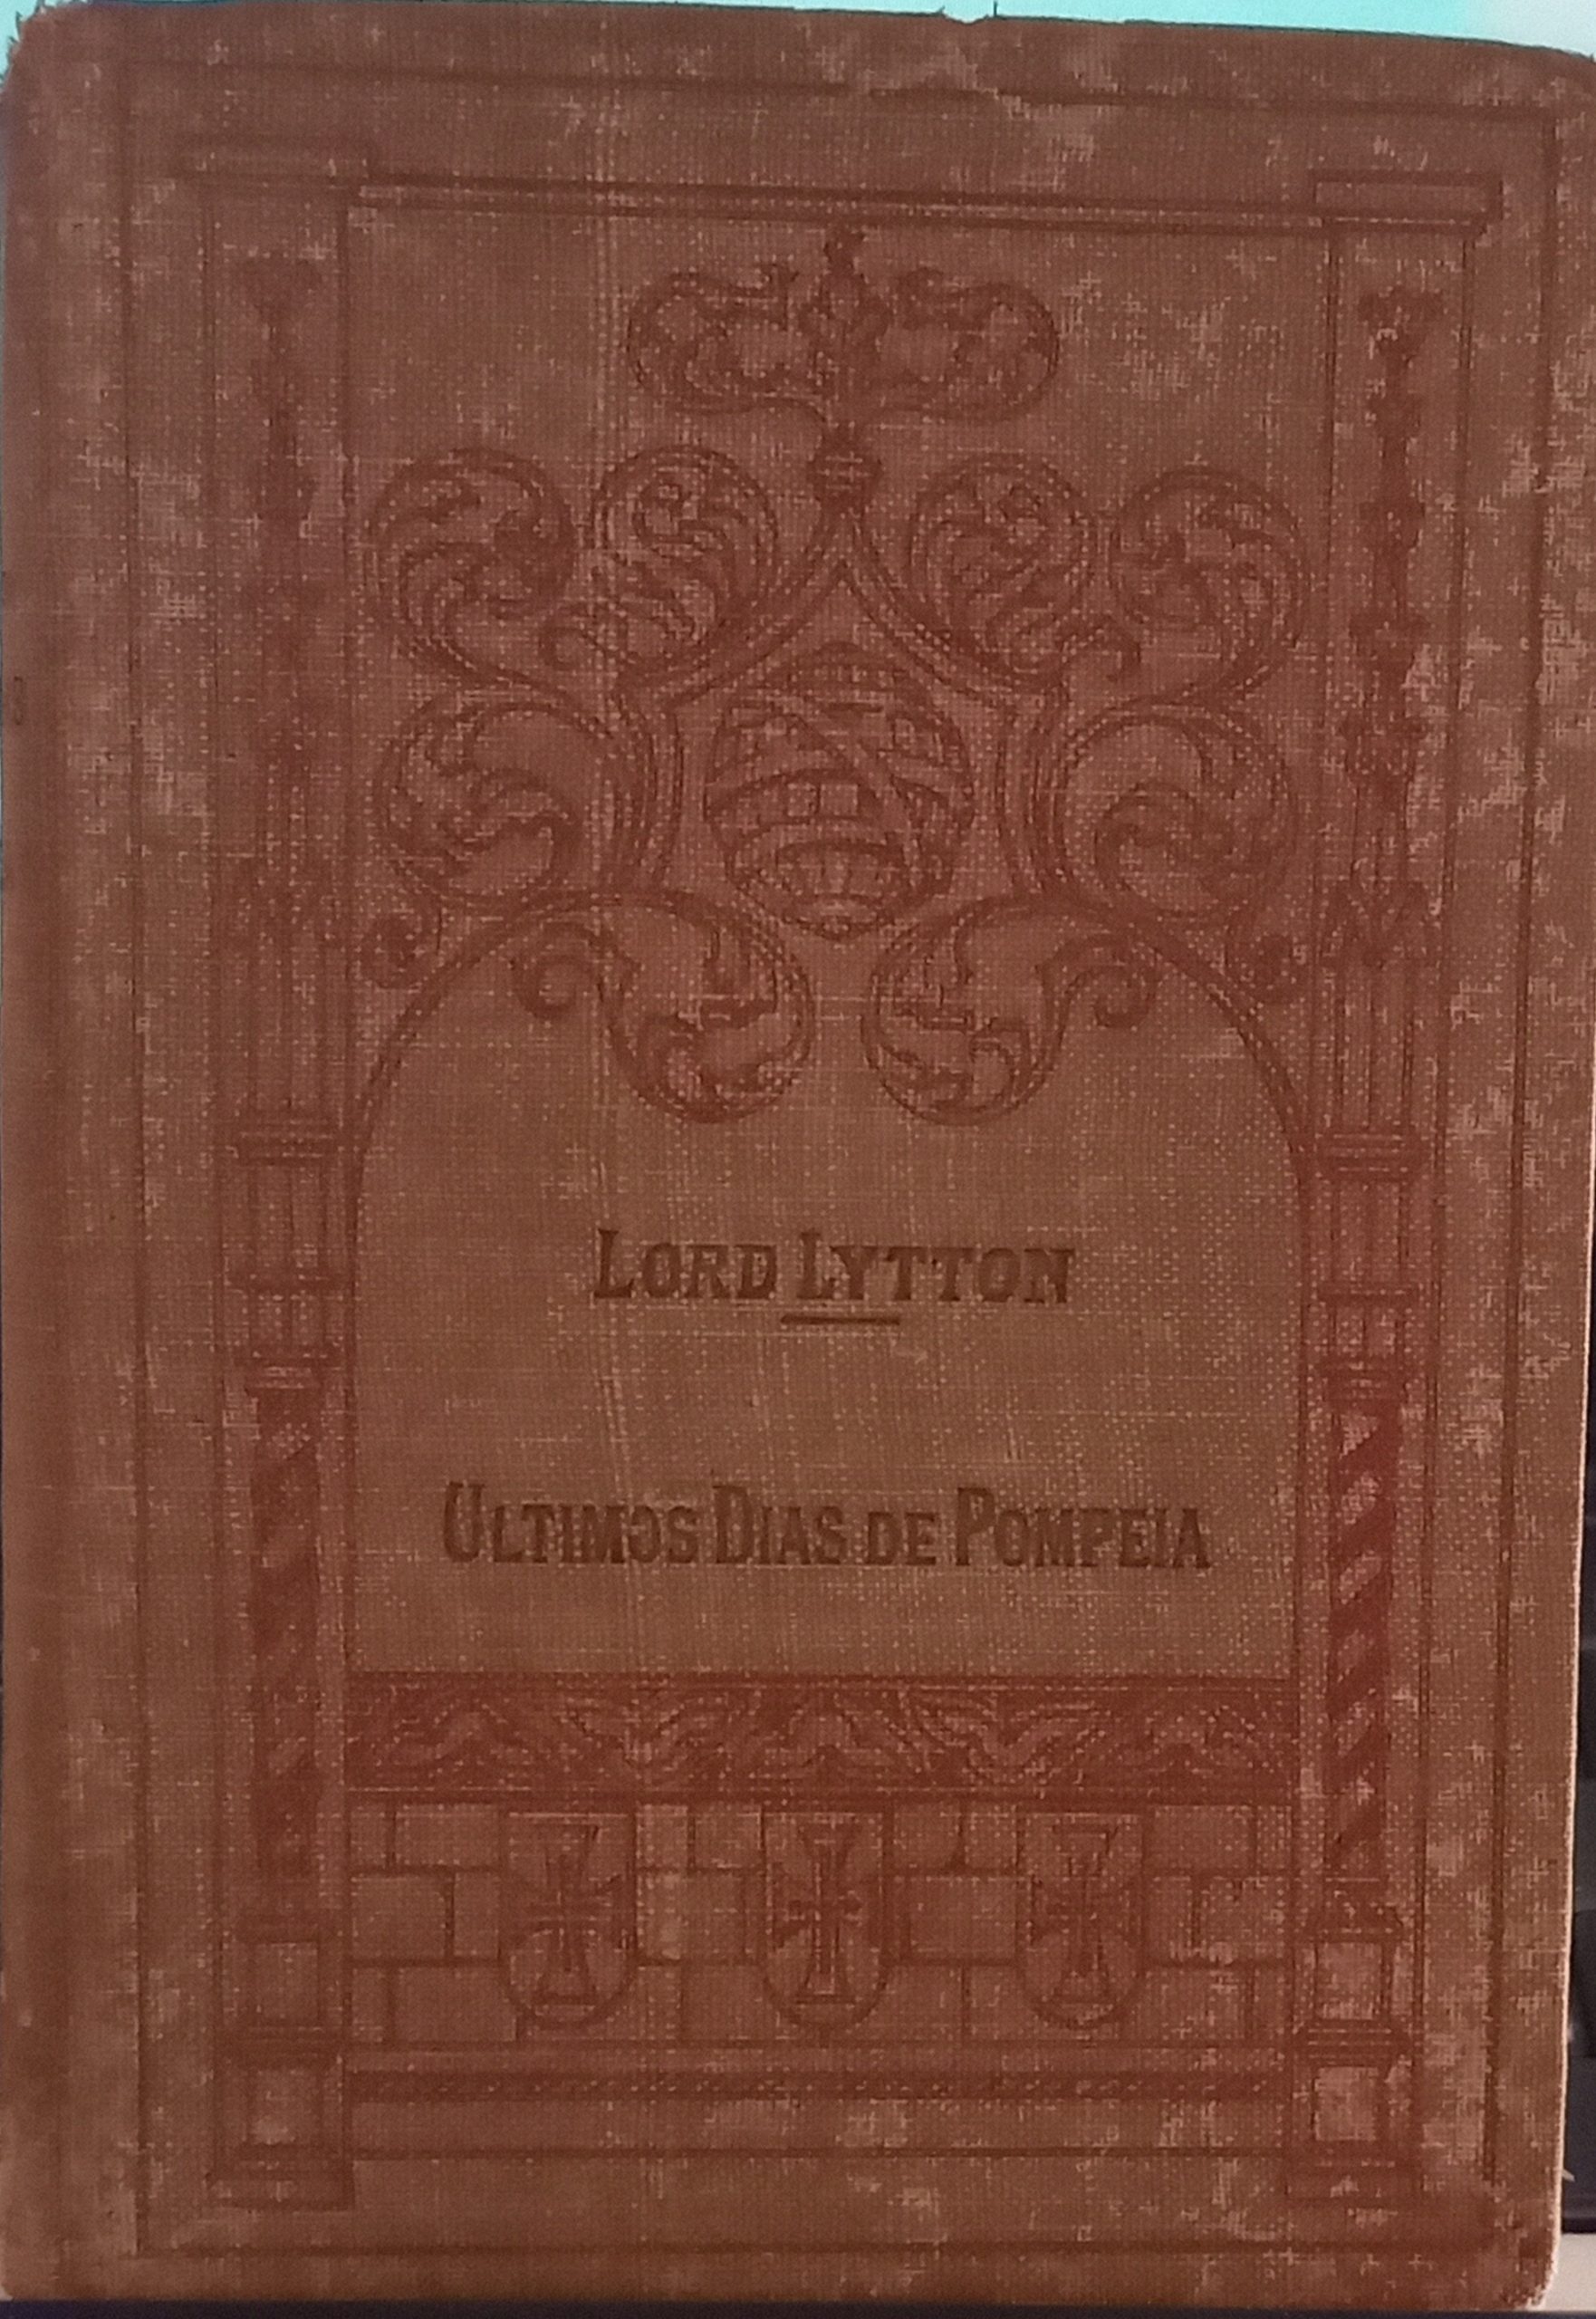 LORD LYTTON
ULTIMOS DIAS DE POMPEIA